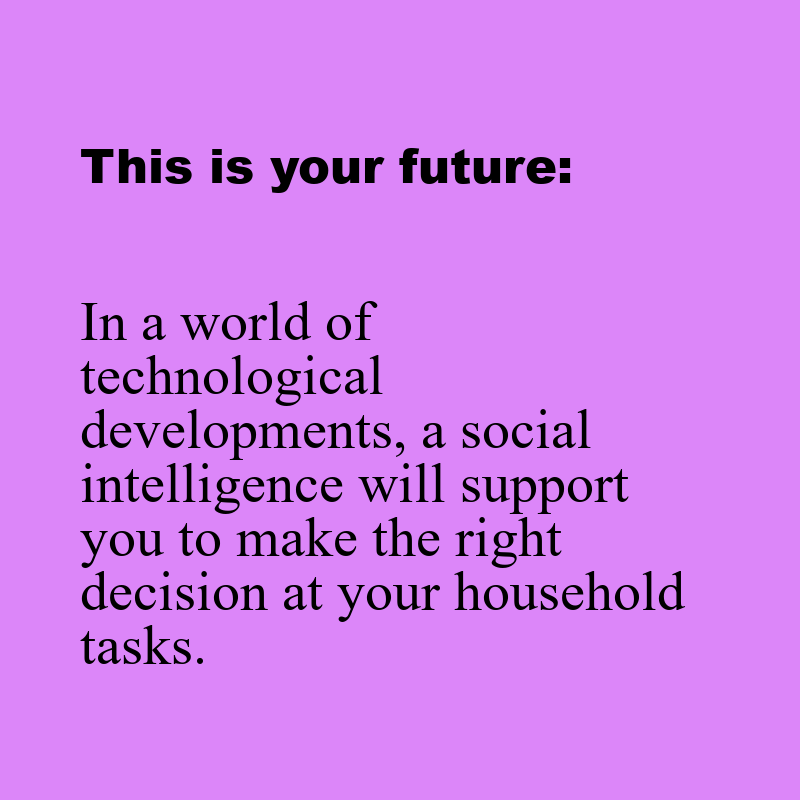 This is your future:
In a world of
technological
developments, a social
intelligence will support
you to make the right
decision at your household
tasks.